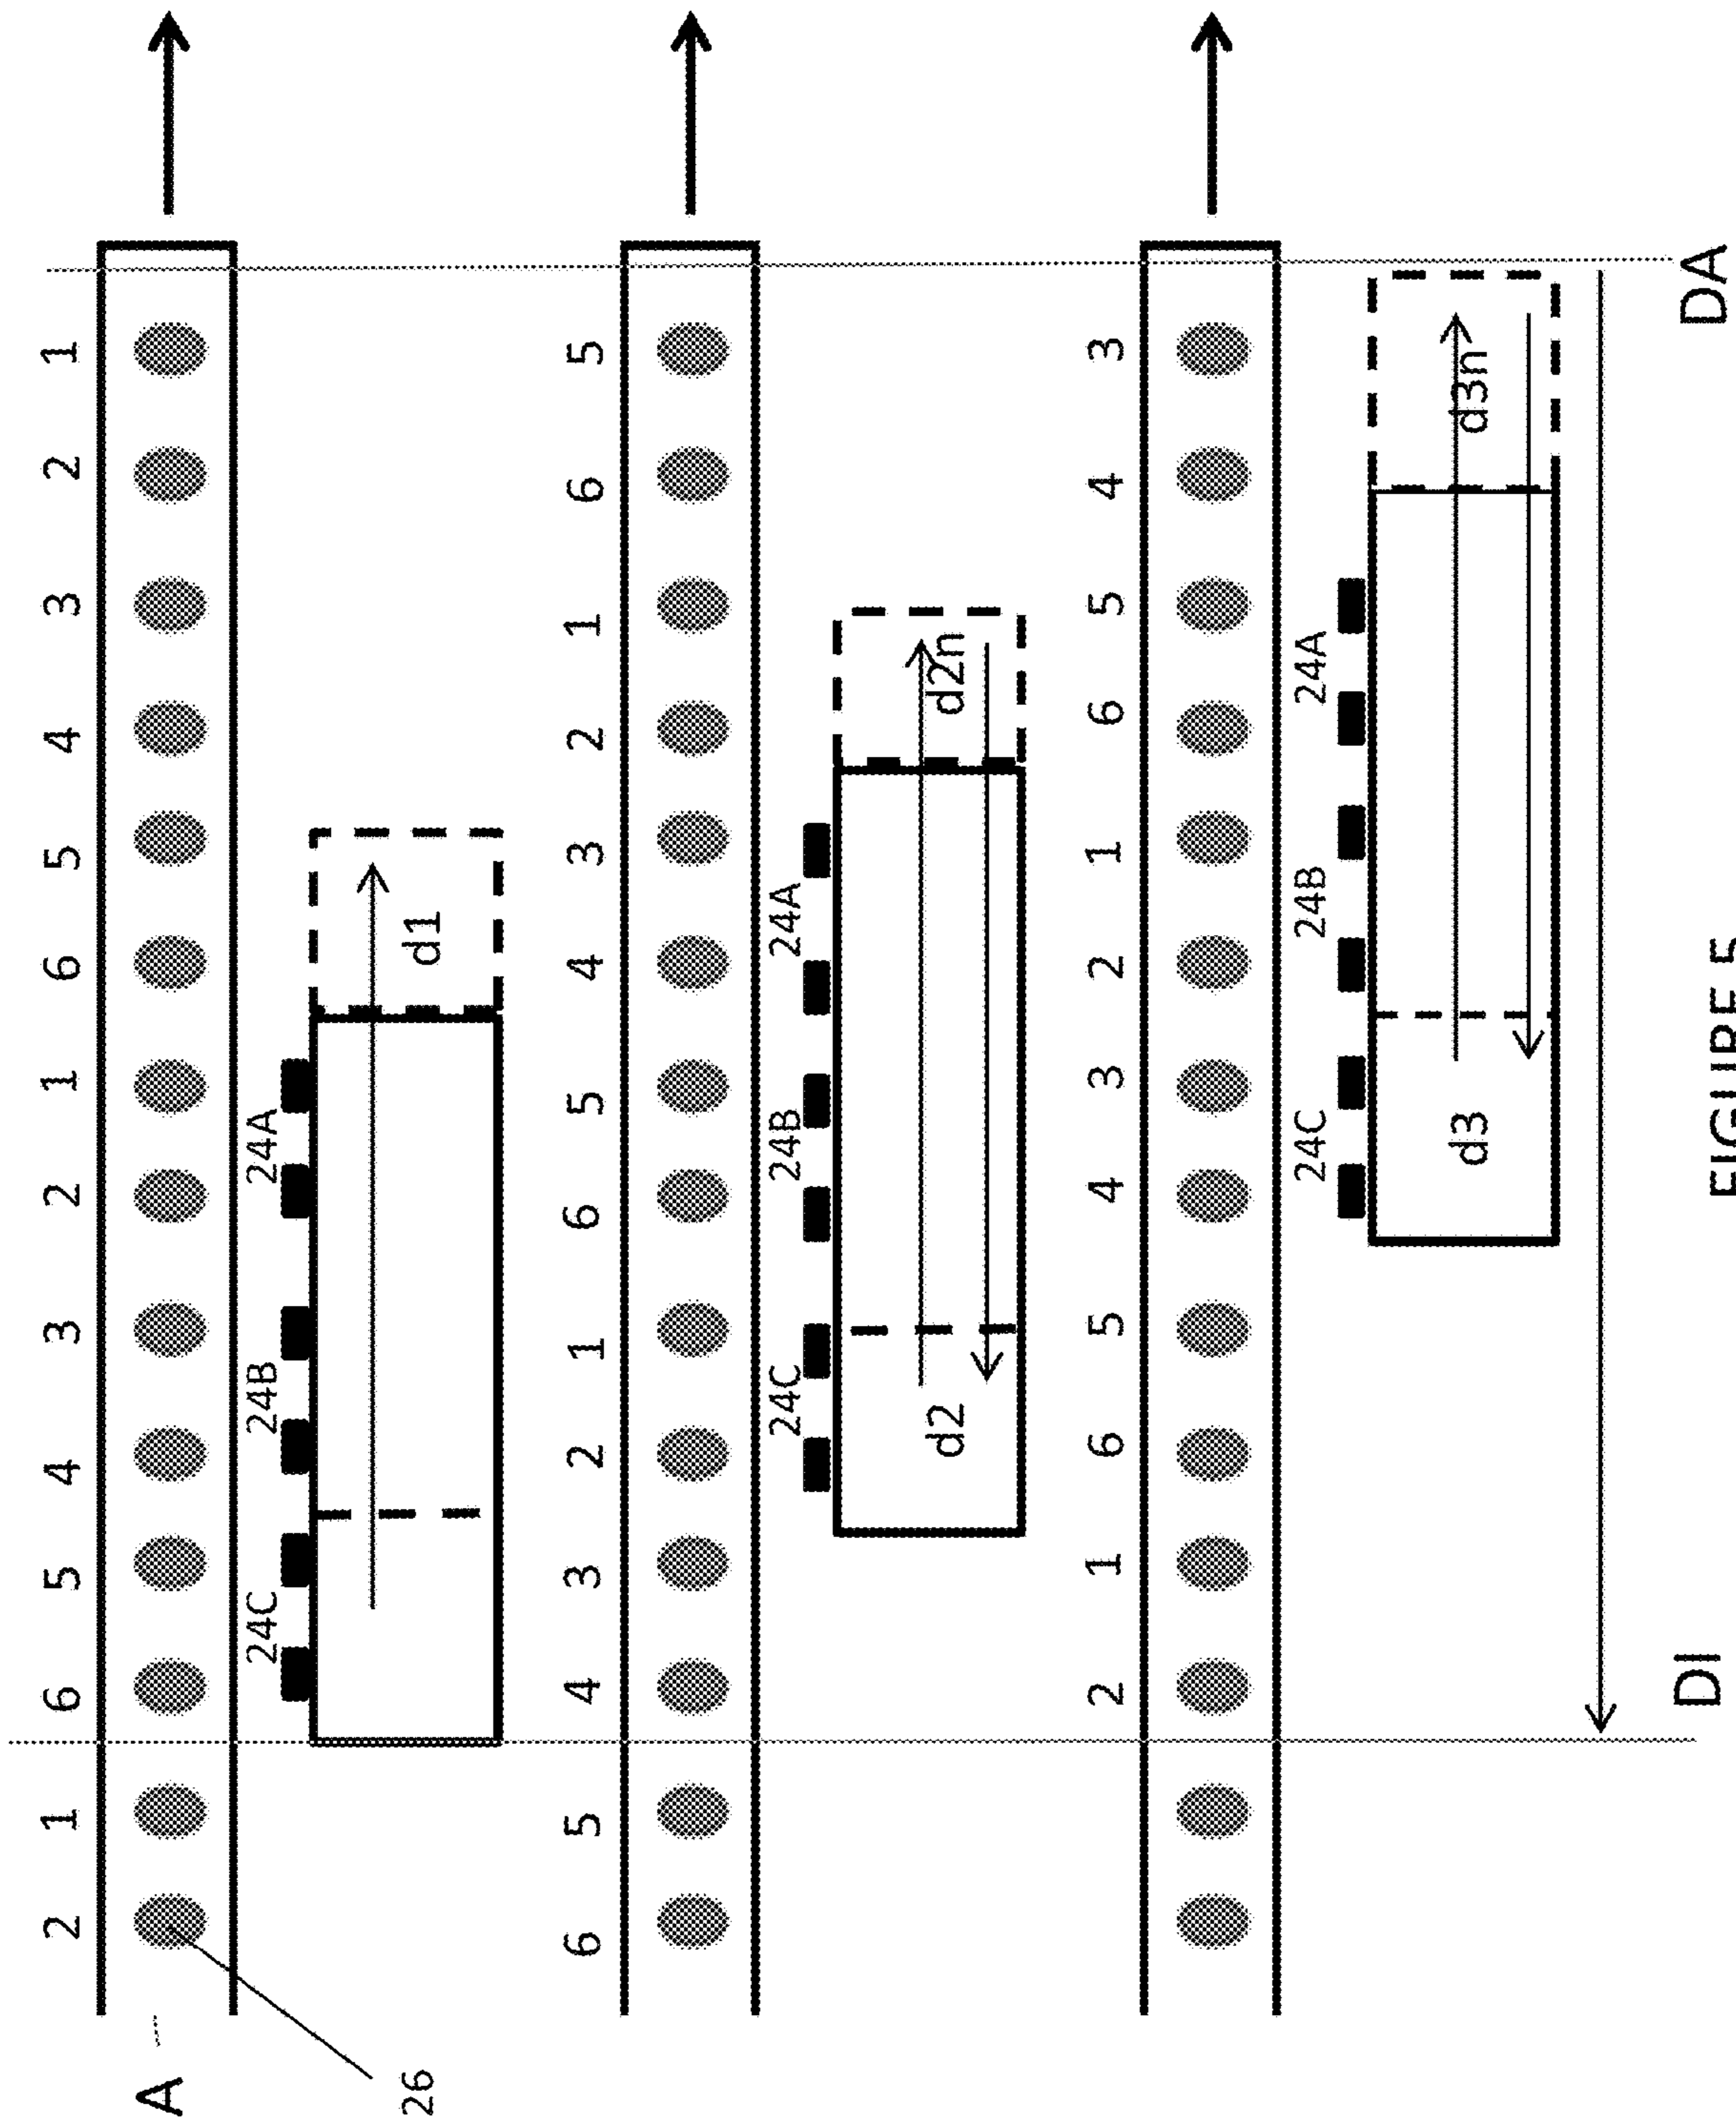 2 1 6 5 4 3 2 1 6 5 4 3 2 1
A
24C 24B 24A
26 d1
6 5 4 3 2 1 6 5 4 3 2 1 6 5
24C 24B 24A
d2 d2n
2 1 6 5 4 3 2 1 6 5 4 3
24C 24B 24A
d3 d3n
DI DA
FIGURE 5